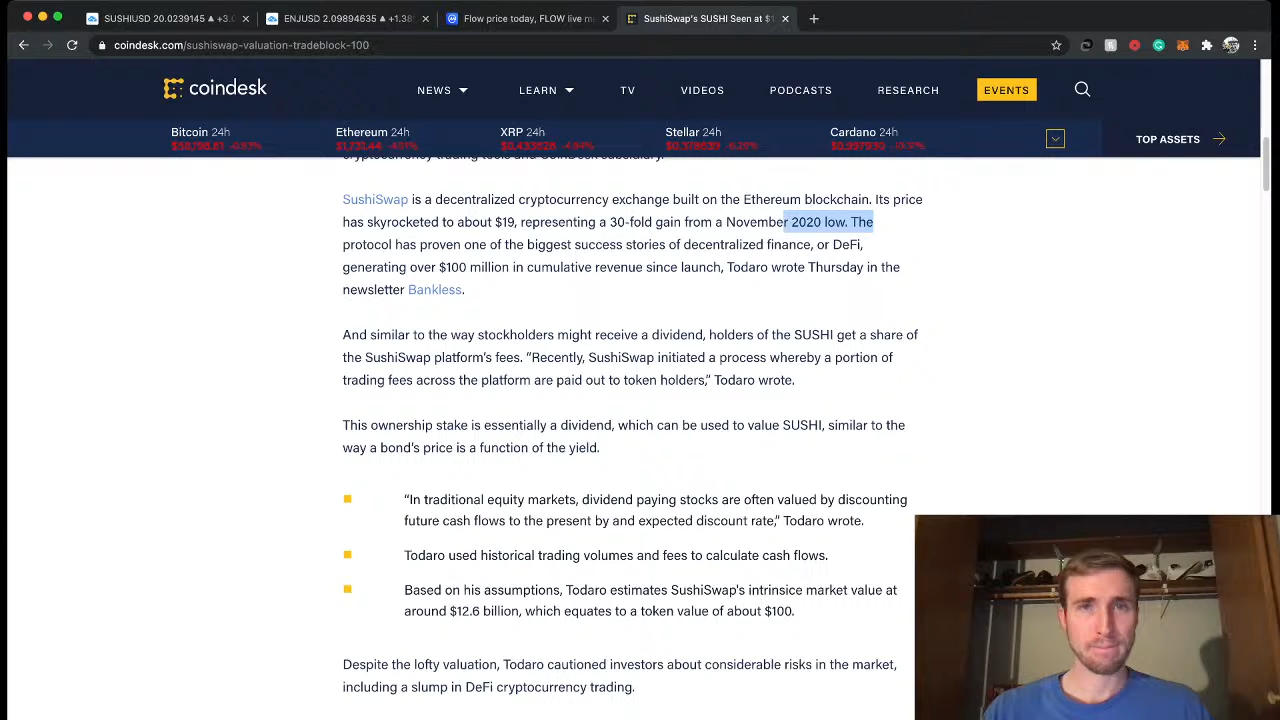 SUSHIUSD 20.0239145 ▲ +3.0
ENJUSD 2.09894635 ▲ +1.38
Flow price today, FLOW live m
SushiSwap's SUSHI Seen at $1
coindesk.com/sushiswap-valuation-tradeblock-100
coindesk
NEWS
LEARN
TV
VIDEOS
PODCASTS
RESEARCH
EVENTS
Bitcoin 24h
Ethereum 24h
XRP 24h
Stellar 24h
Cardano 24h
TOP ASSETS
cryptocurrency trading tools and CoinDesk subsidiary.
SushiSwap is a decentralized cryptocurrency exchange built on the Ethereum blockchain. Its price
has skyrocketed to about $19, representing a 30-fold gain from a November 2020 low. The
protocol has proven one of the biggest success stories of decentralized finance, or DeFi,
generating over $100 million in cumulative revenue since launch, Todaro wrote Thursday in the
newsletter Bankless.
And similar to the way stockholders might receive a dividend, holders of the SUSHI get a share of
the SushiSwap platform's fees. “Recently, SushiSwap initiated a process whereby a portion of
trading fees across the platform are paid out to token holders,” Todaro wrote.
This ownership stake is essentially a dividend, which can be used to value SUSHI, similar to the
way a bond's price is a function of the yield.
“In traditional equity markets, dividend paying stocks are often valued by discounting
future cash flows to the present by and expected discount rate,” Todaro wrote.
Todaro used historical trading volumes and fees to calculate cash flows.
Based on his assumptions, Todaro estimates SushiSwap's intrinsice market value at
around $12.6 billion, which equates to a token value of about $100.
Despite the lofty valuation, Todaro cautioned investors about considerable risks in the market,
including a slump in DeFi cryptocurrency trading.